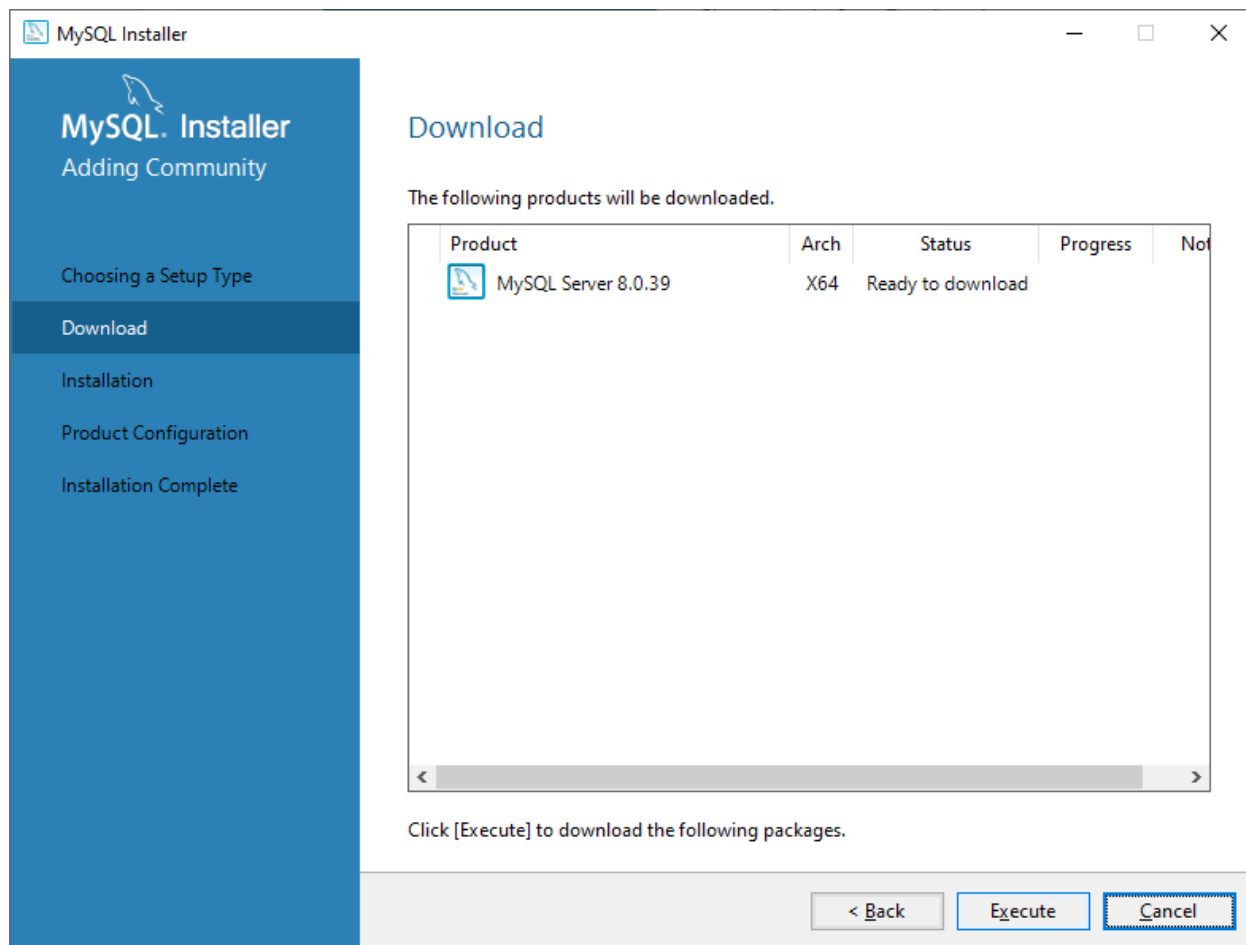 MySQL Installer
MySQL. Installer
Adding Community
Choosing a Setup Type
Download
Installation
Product Configuration
Installation Complete
Download
The following products will be downloaded.
Product Arch Status Progress Not
MySQL Server 8.0.39 X64 Ready to download
Click [Execute] to download the following packages.
< Back Execute Cancel